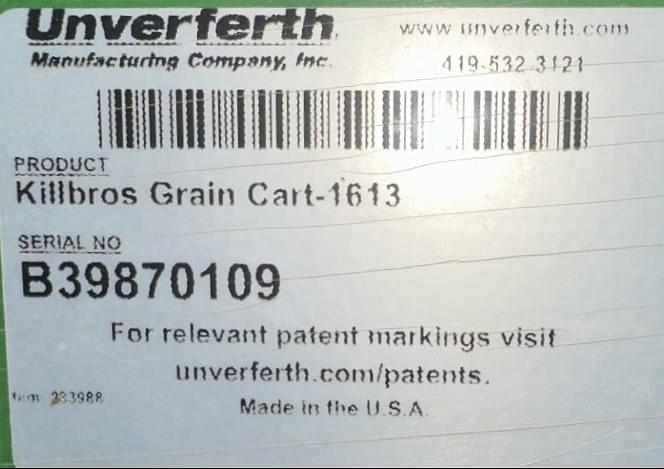 Unverferth
www.unverferth.com
Manufacturing Company, Inc.
419-532-3121
PRODUCT
Killbros Grain Cart-1613
SERIAL NO
B39870109
For relevant patent markings visit
unverferth.com/patents.
Item 233988
Made in the U.S.A.